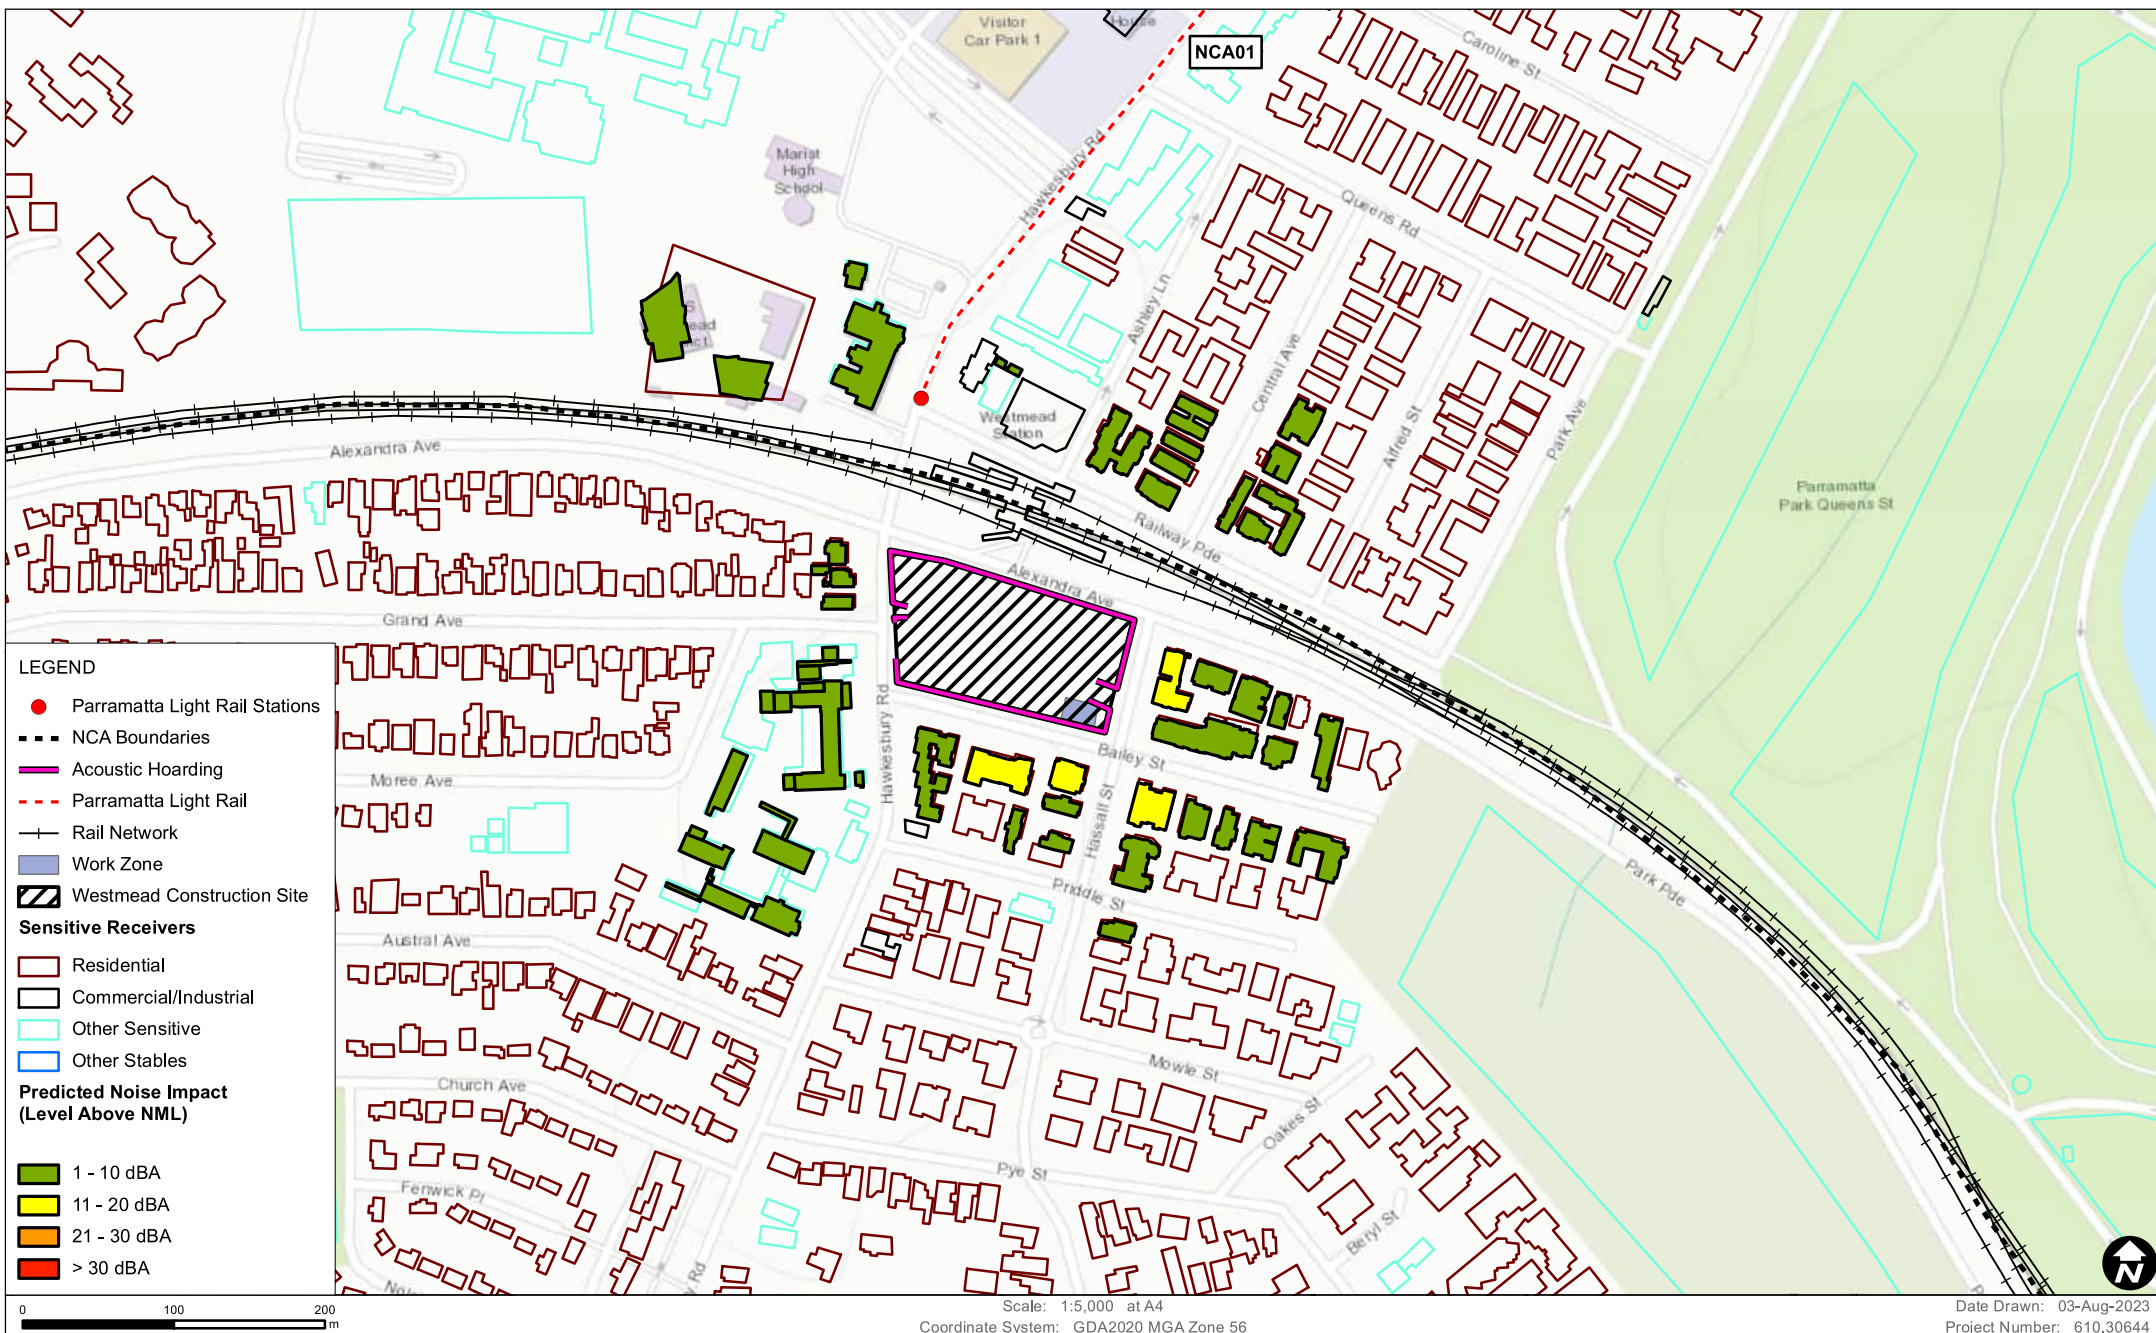 Visitor
Car Park 1
House
NCA01
Caroline St
Marist
High
School
Hawkesbury Rd
Queens Rd
Ashley Ln
Central Ave
Westmead
Station
Alfred St
Park Ave
Parramatta
Park Queens St
Alexandra Ave
Railway Pde
Alexandra Ave
Grand Ave
Hawkesbury Rd
Bailey St
Moree Ave
Hassall St
Priddle St
Park Pde
Austral Ave
Mowle St
Church Ave
Oakes St
Pye St
Fenwick Pl
Beryl St
LEGEND
Parramatta Light Rail Stations
NCA Boundaries
Acoustic Hoarding
Parramatta Light Rail
Rail Network
Work Zone
Westmead Construction Site
Sensitive Receivers
Residential
Commercial/Industrial
Other Sensitive
Other Stables
Predicted Noise Impact
(Level Above NML)
1 - 10 dBA
11 - 20 dBA
21 - 30 dBA
> 30 dBA
N
0 100 200
m
Scale: 1:5,000 at A4
Coordinate System: GDA2020 MGA Zone 56
Date Drawn: 03-Aug-2023
Project Number: 610.30644